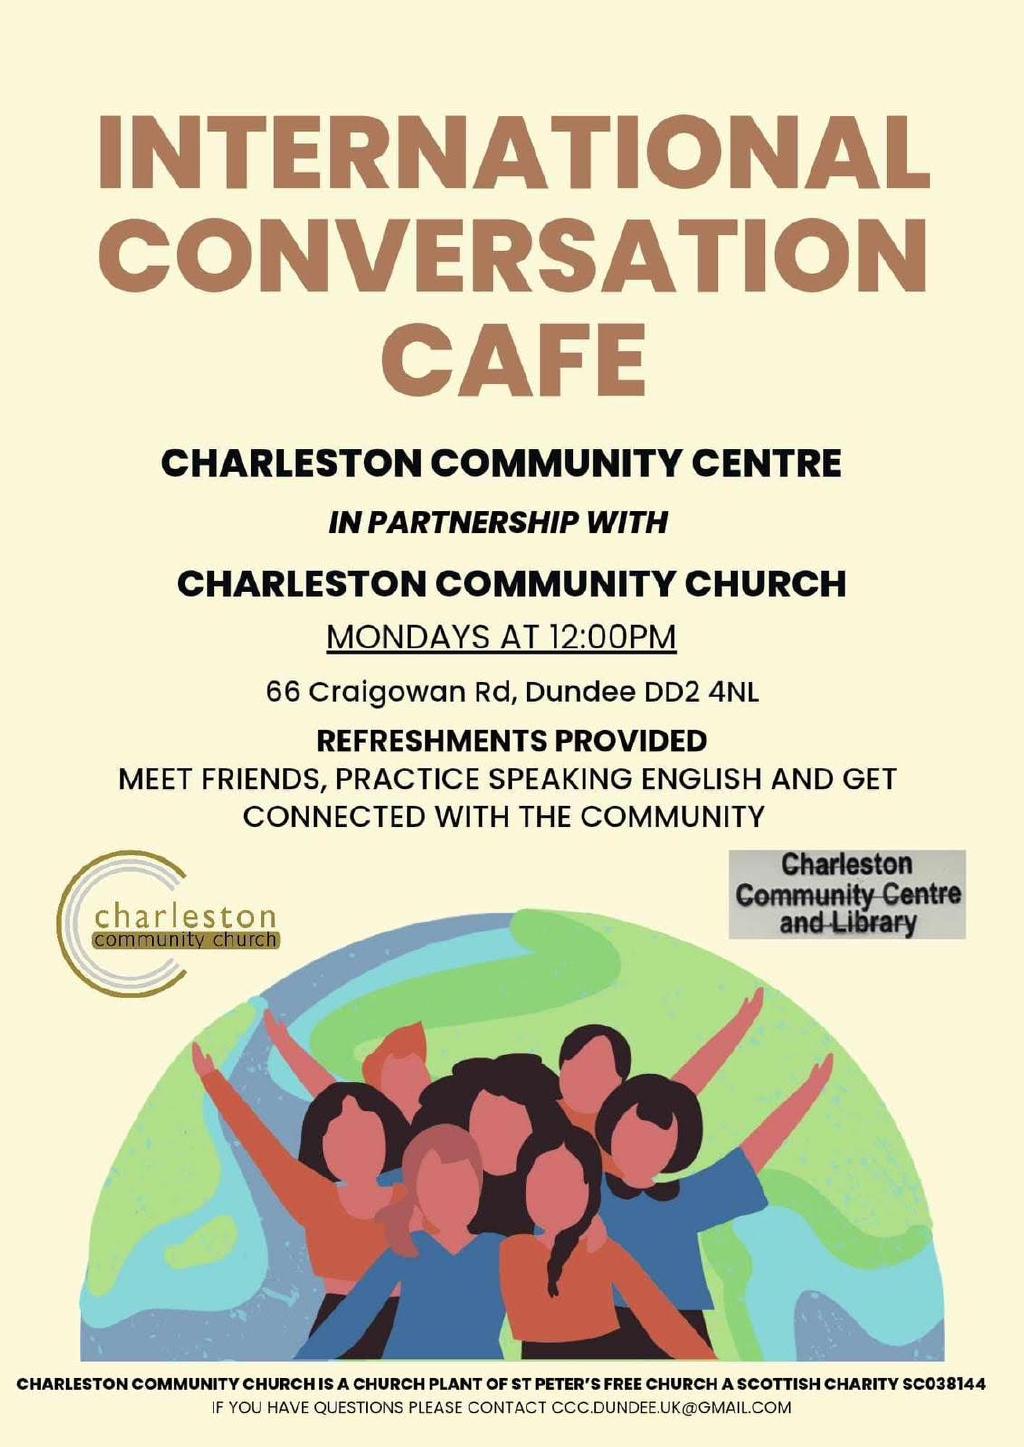 INTERNATIONAL
CONVERSATION
CAFE
CHARLESTON COMMUNITY CENTRE
IN PARTNERSHIP WITH
CHARLESTON COMMUNITY CHURCH
MONDAYS AT 12:00PM
66 Craigowan Rd, Dundee DD2 4NL
REFRESHMENTS PROVIDED
MEET FRIENDS, PRACTICE SPEAKING ENGLISH AND GET
CONNECTED WITH THE COMMUNITY
charleston
community church
Charleston
Community Centre
and Library
CHARLESTON COMMUNITY CHURCH IS A CHURCH PLANT OF ST PETER'S FREE CHURCH A SCOTTISH CHARITY SC038144
IF YOU HAVE QUESTIONS PLEASE CONTACT CCC.DUNDEE.UK@GMAIL.COM